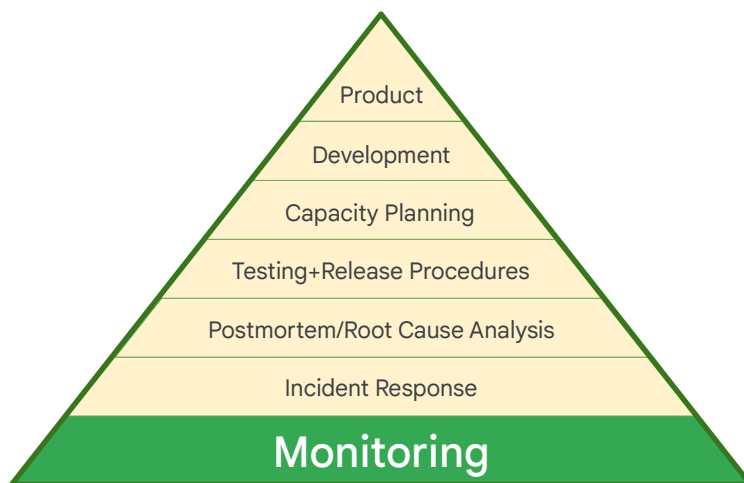 Product
Development
Capacity Planning
Testing+Release Procedures
Postmortem/Root Cause Analysis
Incident Response
Monitoring